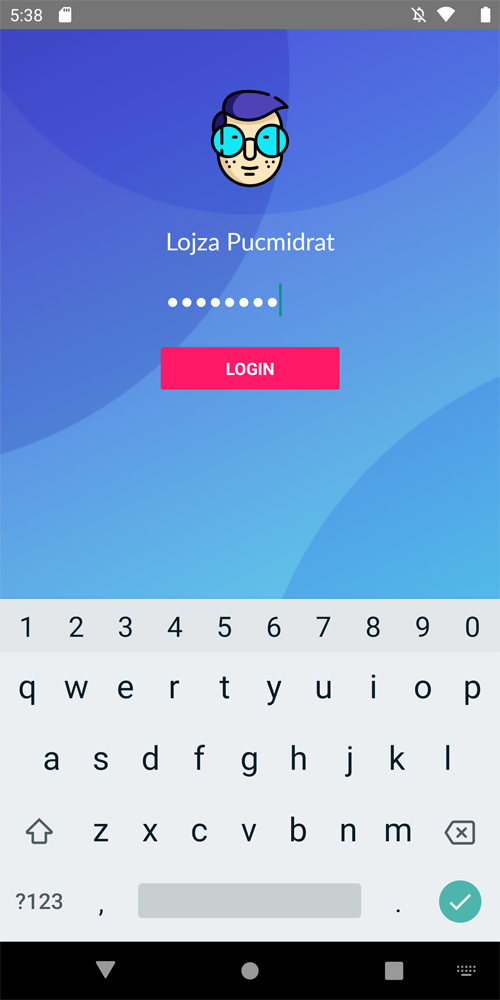 5:38
Lojza Pucmidrat
••••••••
LOGIN
1 2 3 4 5 6 7 8 9 0
q w e r t y u i o p
a s d f g h j k l
z x c v b n m
?123 , .